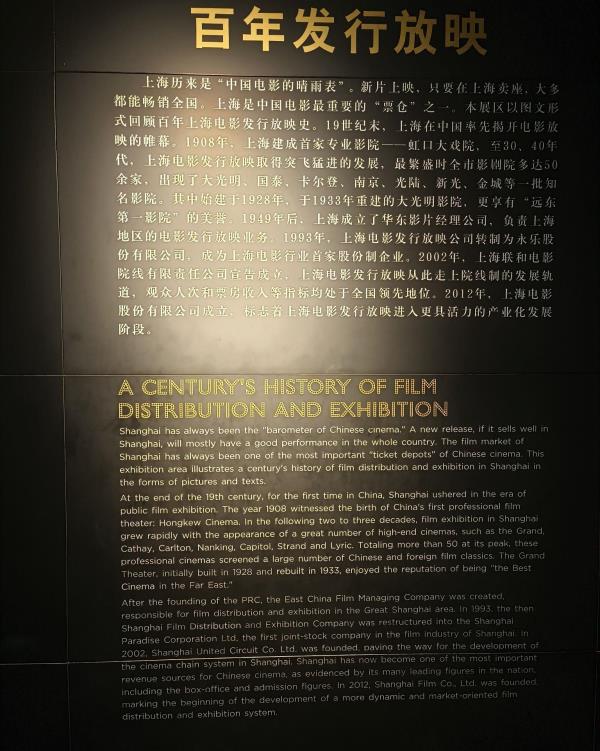 百年发行放映
上海历来是“中国电影的晴雨表”。新片上映，只要在上海卖座，大多
都能畅销全国。上海是中国电影最重要的“票仓”之一。本展区以图文形
式回顾百年上海电影发行放映史。19世纪末，上海在中国率先揭开电影放
映的帷幕。1908年，上海建成首家专业影院——虹口大戏院，至30、40年
代，上海电影发行放映取得突飞猛进的发展，最繁盛时全市影剧院多达50
余家，出现了大光明、国泰、卡尔登、南京、光陆、新光、金城等一批知
名影院。其中始建于1928年，于1933年重建的大光明影院，更享有“远东
第一影院”的美誉。1949年后，上海成立了华东影片经理公司，负责上海
地区的电影发行放映业务。1993年，上海电影发行放映公司转制为永乐股
份有限公司，成为上海电影行业首家股份制企业。2002年，上海联和电影
院线有限责任公司宣告成立，上海电影发行放映从此走上院线制的发展轨
道，观众人次和票房收入等指标均处于全国领先地位。2012年，上海电影
股份有限公司成立，标志着上海电影发行放映进入更具活力的产业化发展
阶段。
A CENTURY'S HISTORY OF FILM
DISTRIBUTION AND EXHIBITION
Shanghai has always been the "barometer of Chinese cinema." A new release, if it sells well in
Shanghai, will mostly have a good performance in the whole country. The film market of
Shanghai has always been one of the most important "ticket depots" of Chinese cinema. This
exhibition area illustrates a century's history of film distribution and exhibition in Shanghai in
the forms of pictures and texts.
At the end of the 19th century, for the first time in China, Shanghai ushered in the era of
public film exhibition. The year 1908 witnessed the birth of China's first professional film
theater: Hongkew Cinema. In the following two to three decades, film exhibition in Shanghai
grew rapidly with the appearance of a great number of high-end cinemas, such as the Grand,
Cathay, Carlton, Nanking, Capitol, Strand and Lyric. Totaling more than 50 at its peak, these
professional cinemas screened a large number of Chinese and foreign film classics. The Grand
Theater, initially built in 1928 and rebuilt in 1933, enjoyed the reputation of being "the Best
Cinema in the Far East."
After the founding of the PRC, the East China Film Managing Company was created,
responsible for film distribution and exhibition in the Great Shanghai area. In 1993, the then
Shanghai Film Distribution and Exhibition Company was restructured into the Shanghai
Paradise Corporation Ltd, the first joint-stock company in the film industry of Shanghai. In
2002, Shanghai United Circuit Co. Ltd. was founded, paving the way for the development of
the cinema chain system in Shanghai. Shanghai has now become one of the most important
revenue sources for Chinese cinema, as evidenced by its many leading figures in the nation,
including the box-office and admission figures. In 2012, Shanghai Film Co., Ltd. was founded,
marking the beginning of the development of a more dynamic and market-oriented film
distribution and exhibition system.